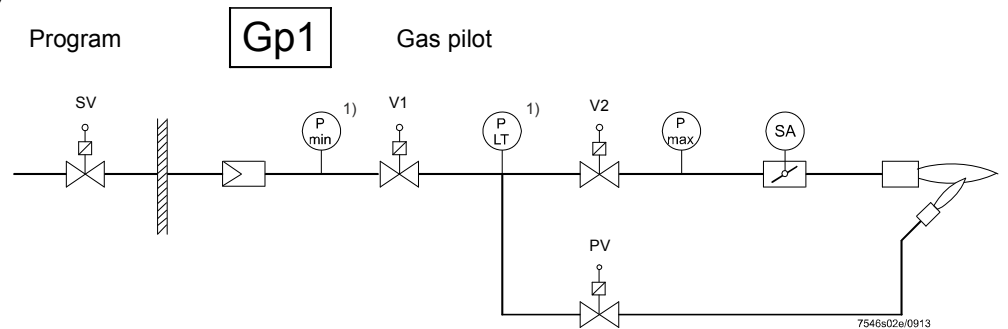 Program Gp1 Gas pilot
SV
P min 1)
V1
P LT 1)
V2
P max
SA
PV
7546s02e/0913